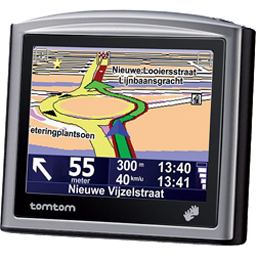 Nieuwe Looiersstraat
Lijnbaansgracht
eteringplantsoen
55 300m 13:40
meter 40km/u 13:41
Nieuwe Vijzelstraat
tomtom